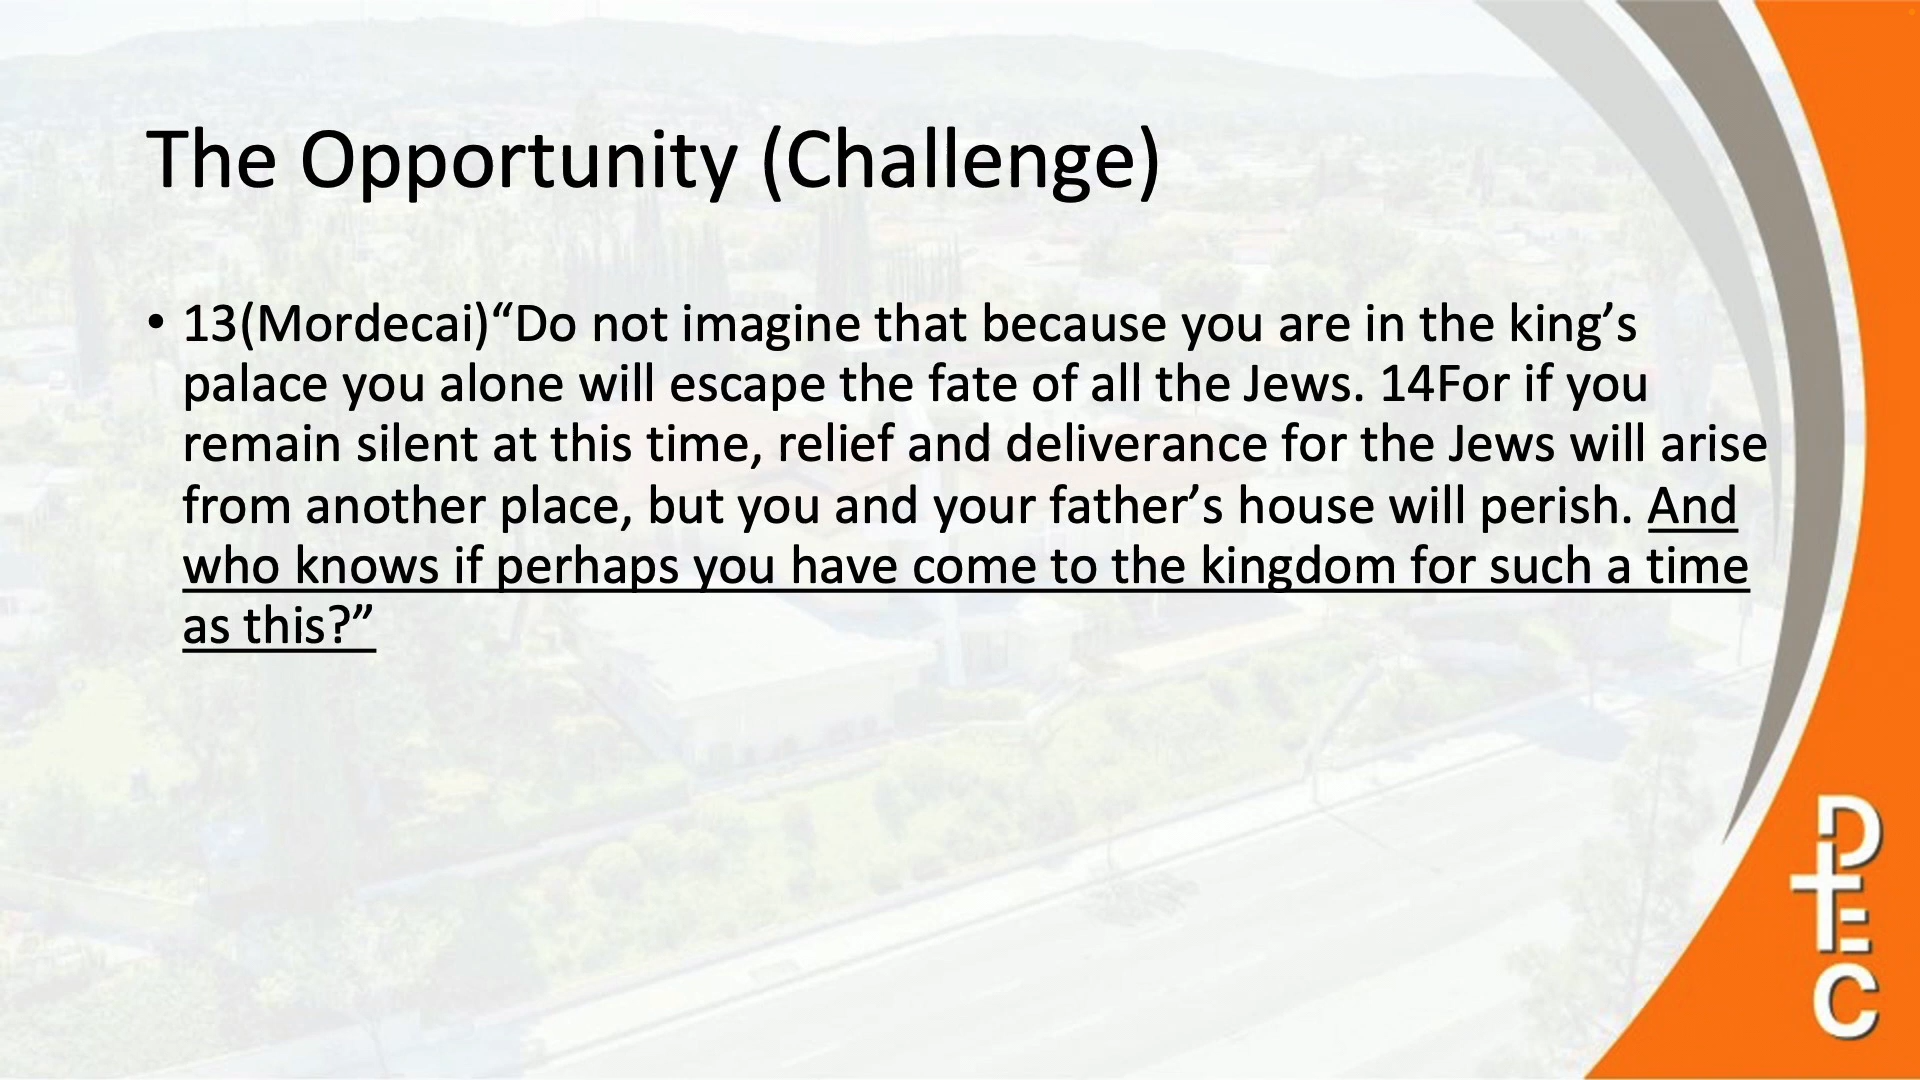 The Opportunity (Challenge)
• 13(Mordecai)“Do not imagine that because you are in the king’s
palace you alone will escape the fate of all the Jews. 14For if you
remain silent at this time, relief and deliverance for the Jews will arise
from another place, but you and your father’s house will perish. And
who knows if perhaps you have come to the kingdom for such a time
as this?”
D
E
C